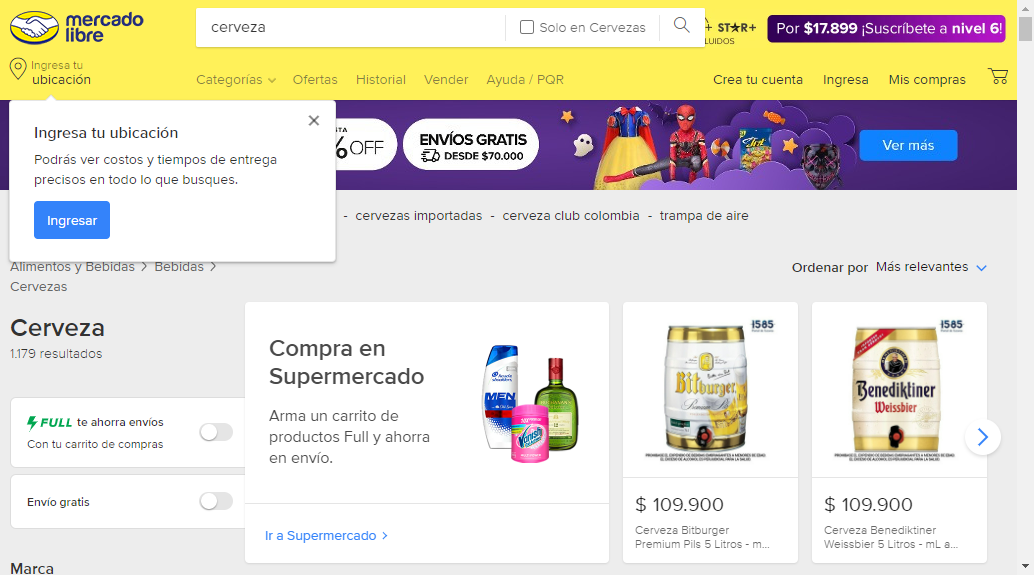 mercado
libre
cerveza
Solo en Cervezas
+ ST★R+
LUIDOS
Por $17.899 ¡Suscríbete a nivel 6!
Ingresa tu
ubicación
Categorías
Ofertas
Historial
Vender
Ayuda / PQR
Crea tu cuenta
Ingresa
Mis compras
Ingresa tu ubicación
Podrás ver costos y tiempos de entrega
precisos en todo lo que busques.
Ingresar
STA
% OFF
ENVÍOS GRATIS
DESDE $70.000
Ver más
- cervezas importadas - cerveza club colombia - trampa de aire
Alimentos y Bebidas > Bebidas >
Cervezas
Ordenar por Más relevantes
Cerveza
1.179 resultados
FULL te ahorra envíos
Con tu carrito de compras
Envío gratis
Marca
Compra en
Supermercado
Arma un carrito de
productos Full y ahorra
en envío.
MEN
Vanish
Ir a Supermercado >
1585
Bitburger
Premium Pils
$ 109.900
Cerveza Bitburger
Premium Pils 5 Litros - m...
1585
Benediktiner
Weissbier
$ 109.900
Cerveza Benediktiner
Weissbier 5 Litros - mL a...